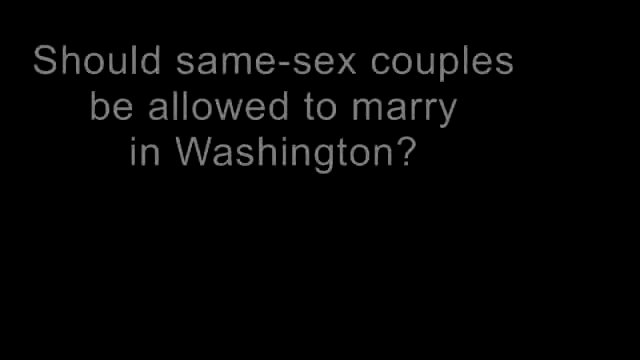 Should same-sex couples
be allowed to marry
in Washington?